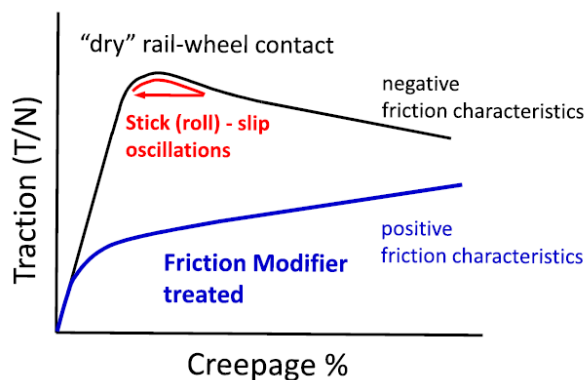 “dry” rail-wheel contact
negative
friction characteristics
Stick (roll) - slip
oscillations
positive
friction characteristics
Friction Modifier
treated
Traction (T/N)
Creepage %